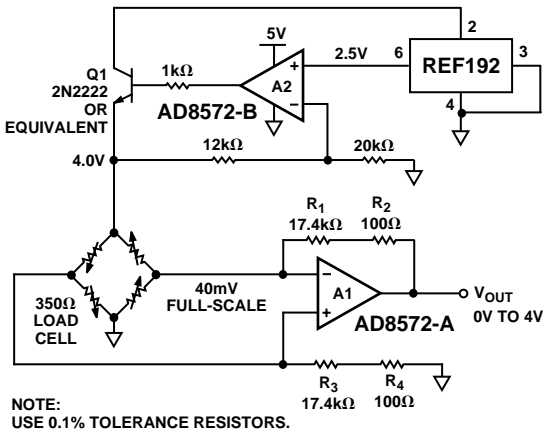 2
5V
1kΩ
6
REF192
3
Q1
2N2222
OR
EQUIVALENT
A2
+
−
2.5V
4
AD8572-B
12kΩ
20kΩ
4.0V
R1
17.4kΩ
R2
100Ω
350Ω
LOAD
CELL
40mV
FULL-SCALE
−
+
A1
AD8572-A
VOUT
0V TO 4V
R3
17.4kΩ
R4
100Ω
NOTE:
USE 0.1% TOLERANCE RESISTORS.